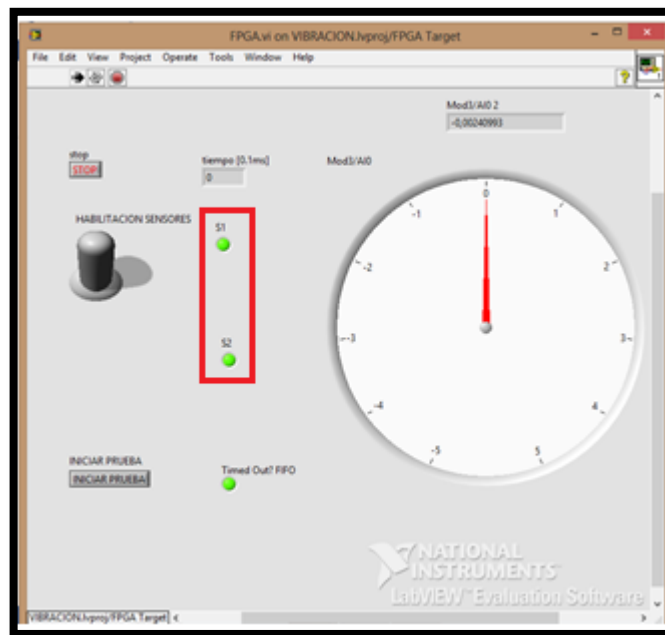 FPGA.vi on VIBRACION.lvproj/FPGA Target
File Edit View Project Operate Tools Window Help
Mod3/AI0 2
-0,00240993
stop
STOP
tiempo [0.1ms]
0
Mod3/AI0
HABILITACION SENSORES
S1
S2
0
-1
1
-2
2
-3
3
-4
4
-5
5
INICIAR PRUEBA
INICIAR PRUEBA
Timed Out? FIFO
NATIONAL
INSTRUMENTS
LabVIEW™ Evaluation Software
VIBRACION.lvproj/FPGA Target